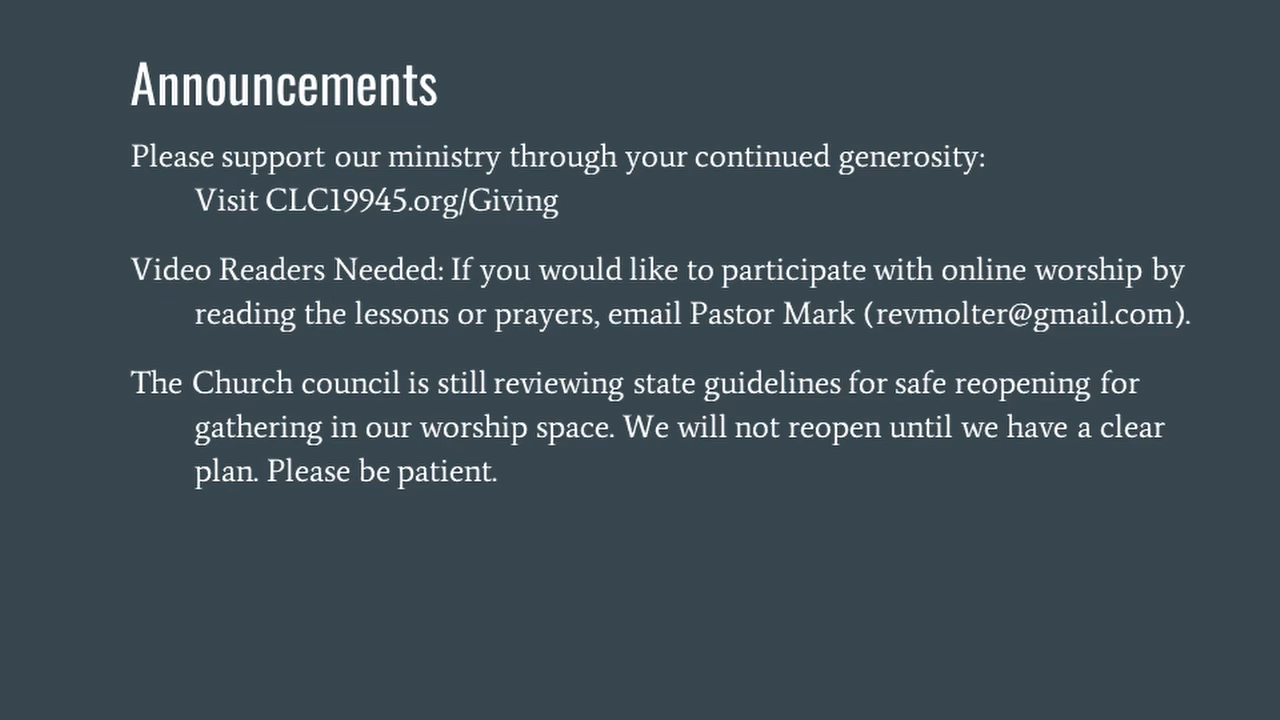 Announcements
Please support our ministry through your continued generosity:
Visit CLC19945.org/Giving
Video Readers Needed: If you would like to participate with online worship by
reading the lessons or prayers, email Pastor Mark (revmolter@gmail.com).
The Church council is still reviewing state guidelines for safe reopening for
gathering in our worship space. We will not reopen until we have a clear
plan. Please be patient.